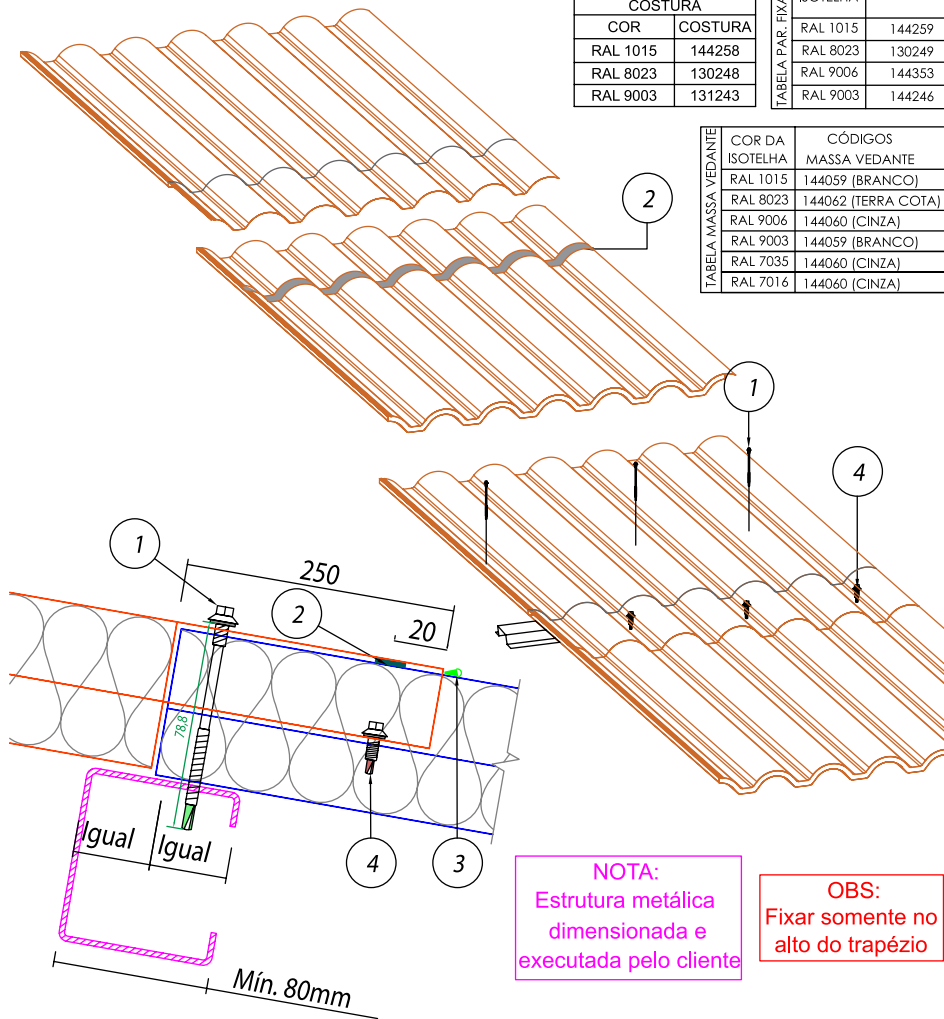 COSTURA
COR COSTURA
RAL 1015 144258
RAL 8023 130248
RAL 9003 131243
TABELA PAR. FIXA
ISOTELHA
RAL 1015 144259
RAL 8023 130249
RAL 9006 144353
RAL 9003 144246
TABELA MASSA VEDANTE
COR DA ISOTELHA CÓDIGOS MASSA VEDANTE
RAL 1015 144059 (BRANCO)
RAL 8023 144062 (TERRA COTA)
RAL 9006 144060 (CINZA)
RAL 9003 144059 (BRANCO)
RAL 7035 144060 (CINZA)
RAL 7016 144060 (CINZA)
2
1
4
1
250
2
20
78,8
Igual Igual
4
3
Mín. 80mm
NOTA:
Estrutura metálica
dimensionada e
executada pelo cliente
OBS:
Fixar somente no
alto do trapézio